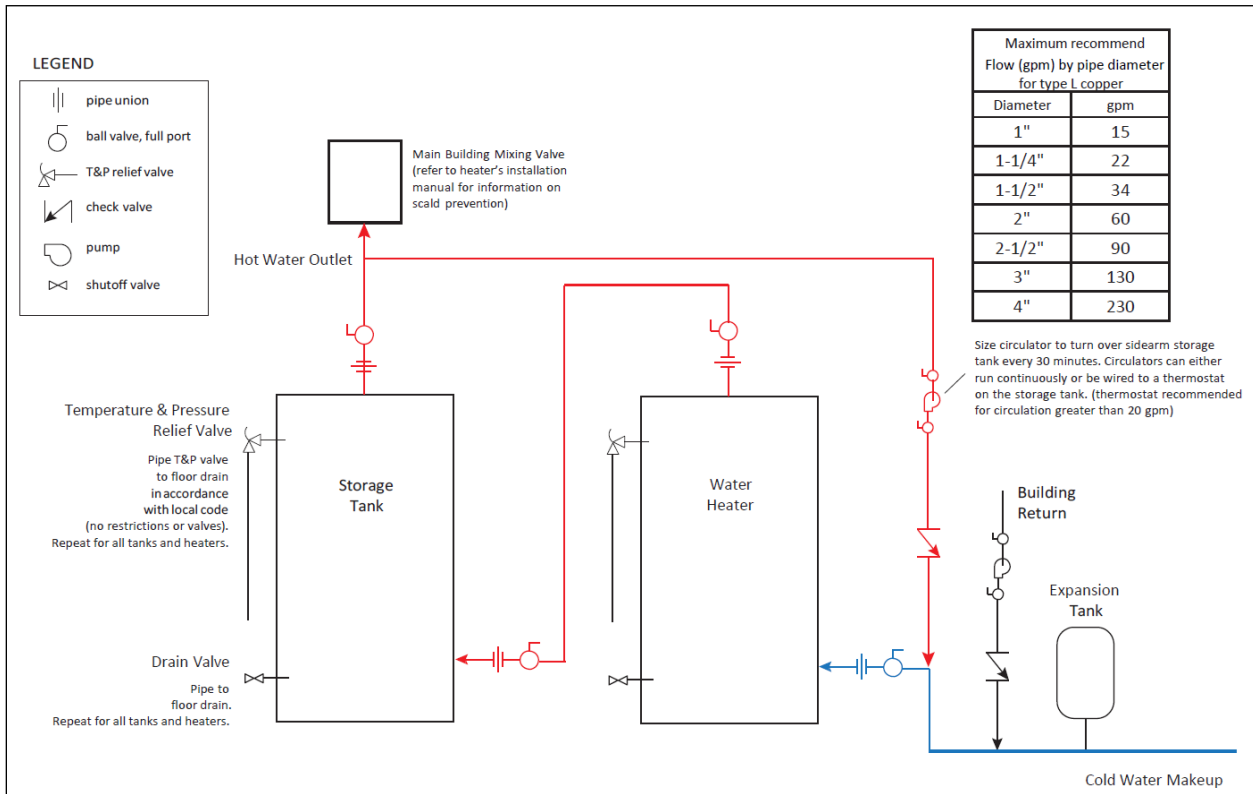 LEGEND
pipe union
ball valve, full port
T&P relief valve
check valve
pump
shutoff valve
Main Building Mixing Valve
(refer to heater's installation
manual for information on
scald prevention)
Hot Water Outlet
Maximum recommend
Flow (gpm) by pipe diameter
for type L copper
Diameter gpm
1" 15
1-1/4" 22
1-1/2" 34
2" 60
2-1/2" 90
3" 130
4" 230
Size circulator to turn over sidearm storage
tank every 30 minutes. Circulators can either
run continuously or be wired to a thermostat
on the storage tank. (thermostat recommended
for circulation greater than 20 gpm)
Temperature & Pressure
Relief Valve
Pipe T&P valve
to floor drain
in accordance
with local code
(no restrictions or valves).
Repeat for all tanks and heaters.
Storage
Tank
Water
Heater
Building
Return
Expansion
Tank
Drain Valve
Pipe to
floor drain.
Repeat for all tanks and heaters.
Cold Water Makeup